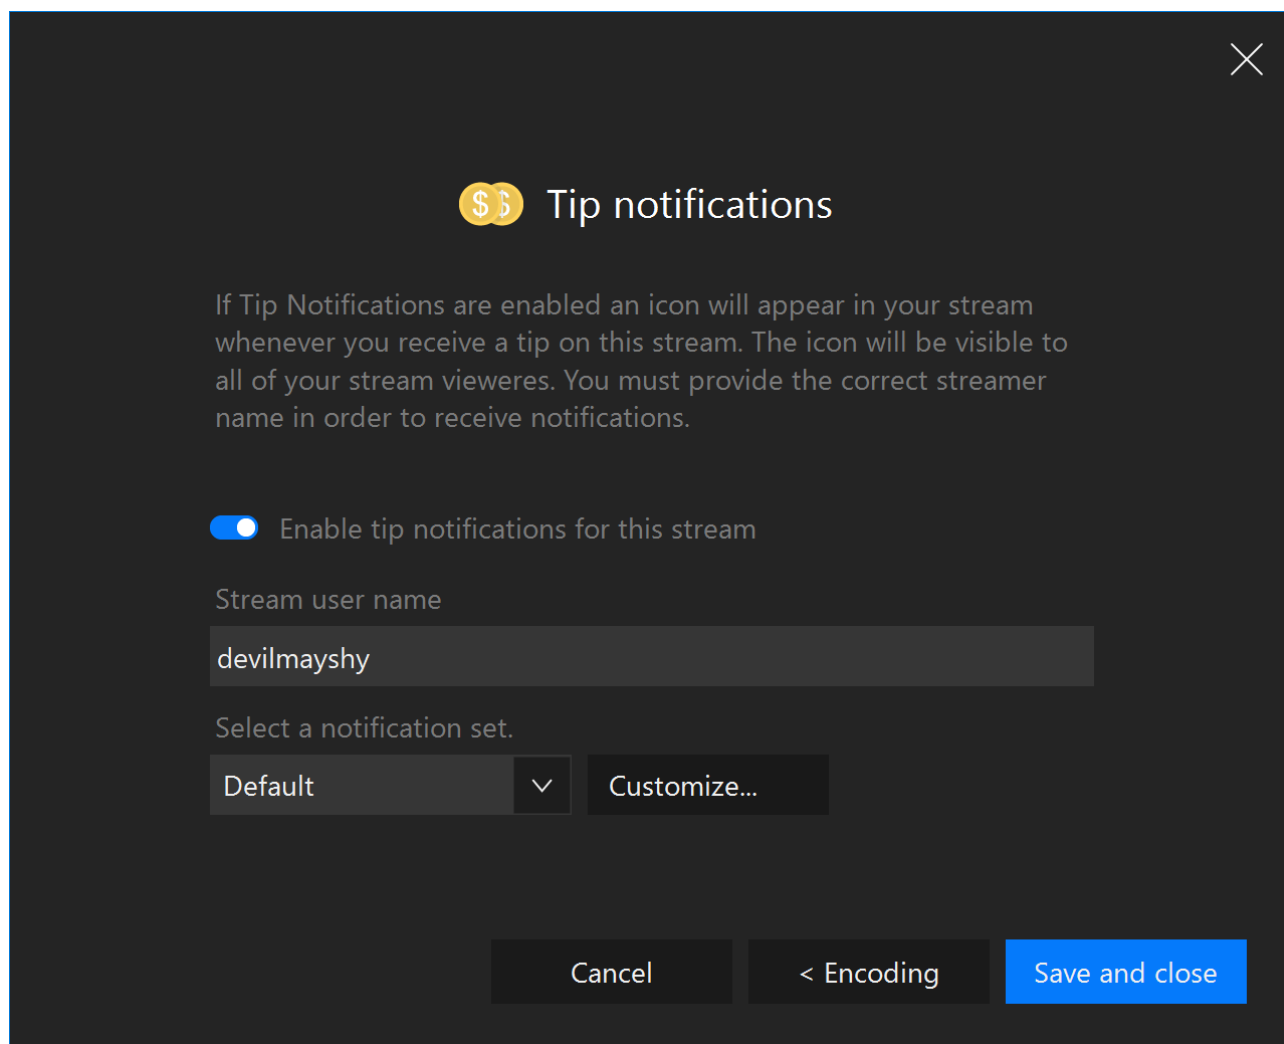 $ $ Tip notifications
If Tip Notifications are enabled an icon will appear in your stream
whenever you receive a tip on this stream. The icon will be visible to
all of your stream vieweres. You must provide the correct streamer
name in order to receive notifications.
Enable tip notifications for this stream
Stream user name
devilmayshy
Select a notification set.
Default Customize...
Cancel < Encoding Save and close